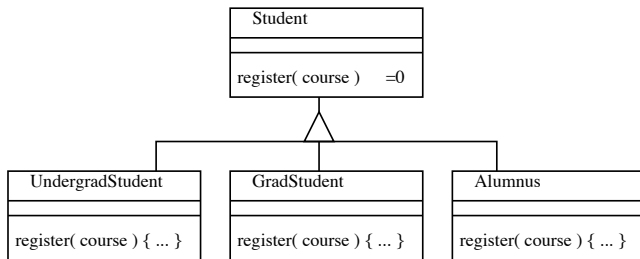 Student
register( course ) =0
UndergradStudent
register( course ) { ... }
GradStudent
register( course ) { ... }
Alumnus
register( course ) { ... }